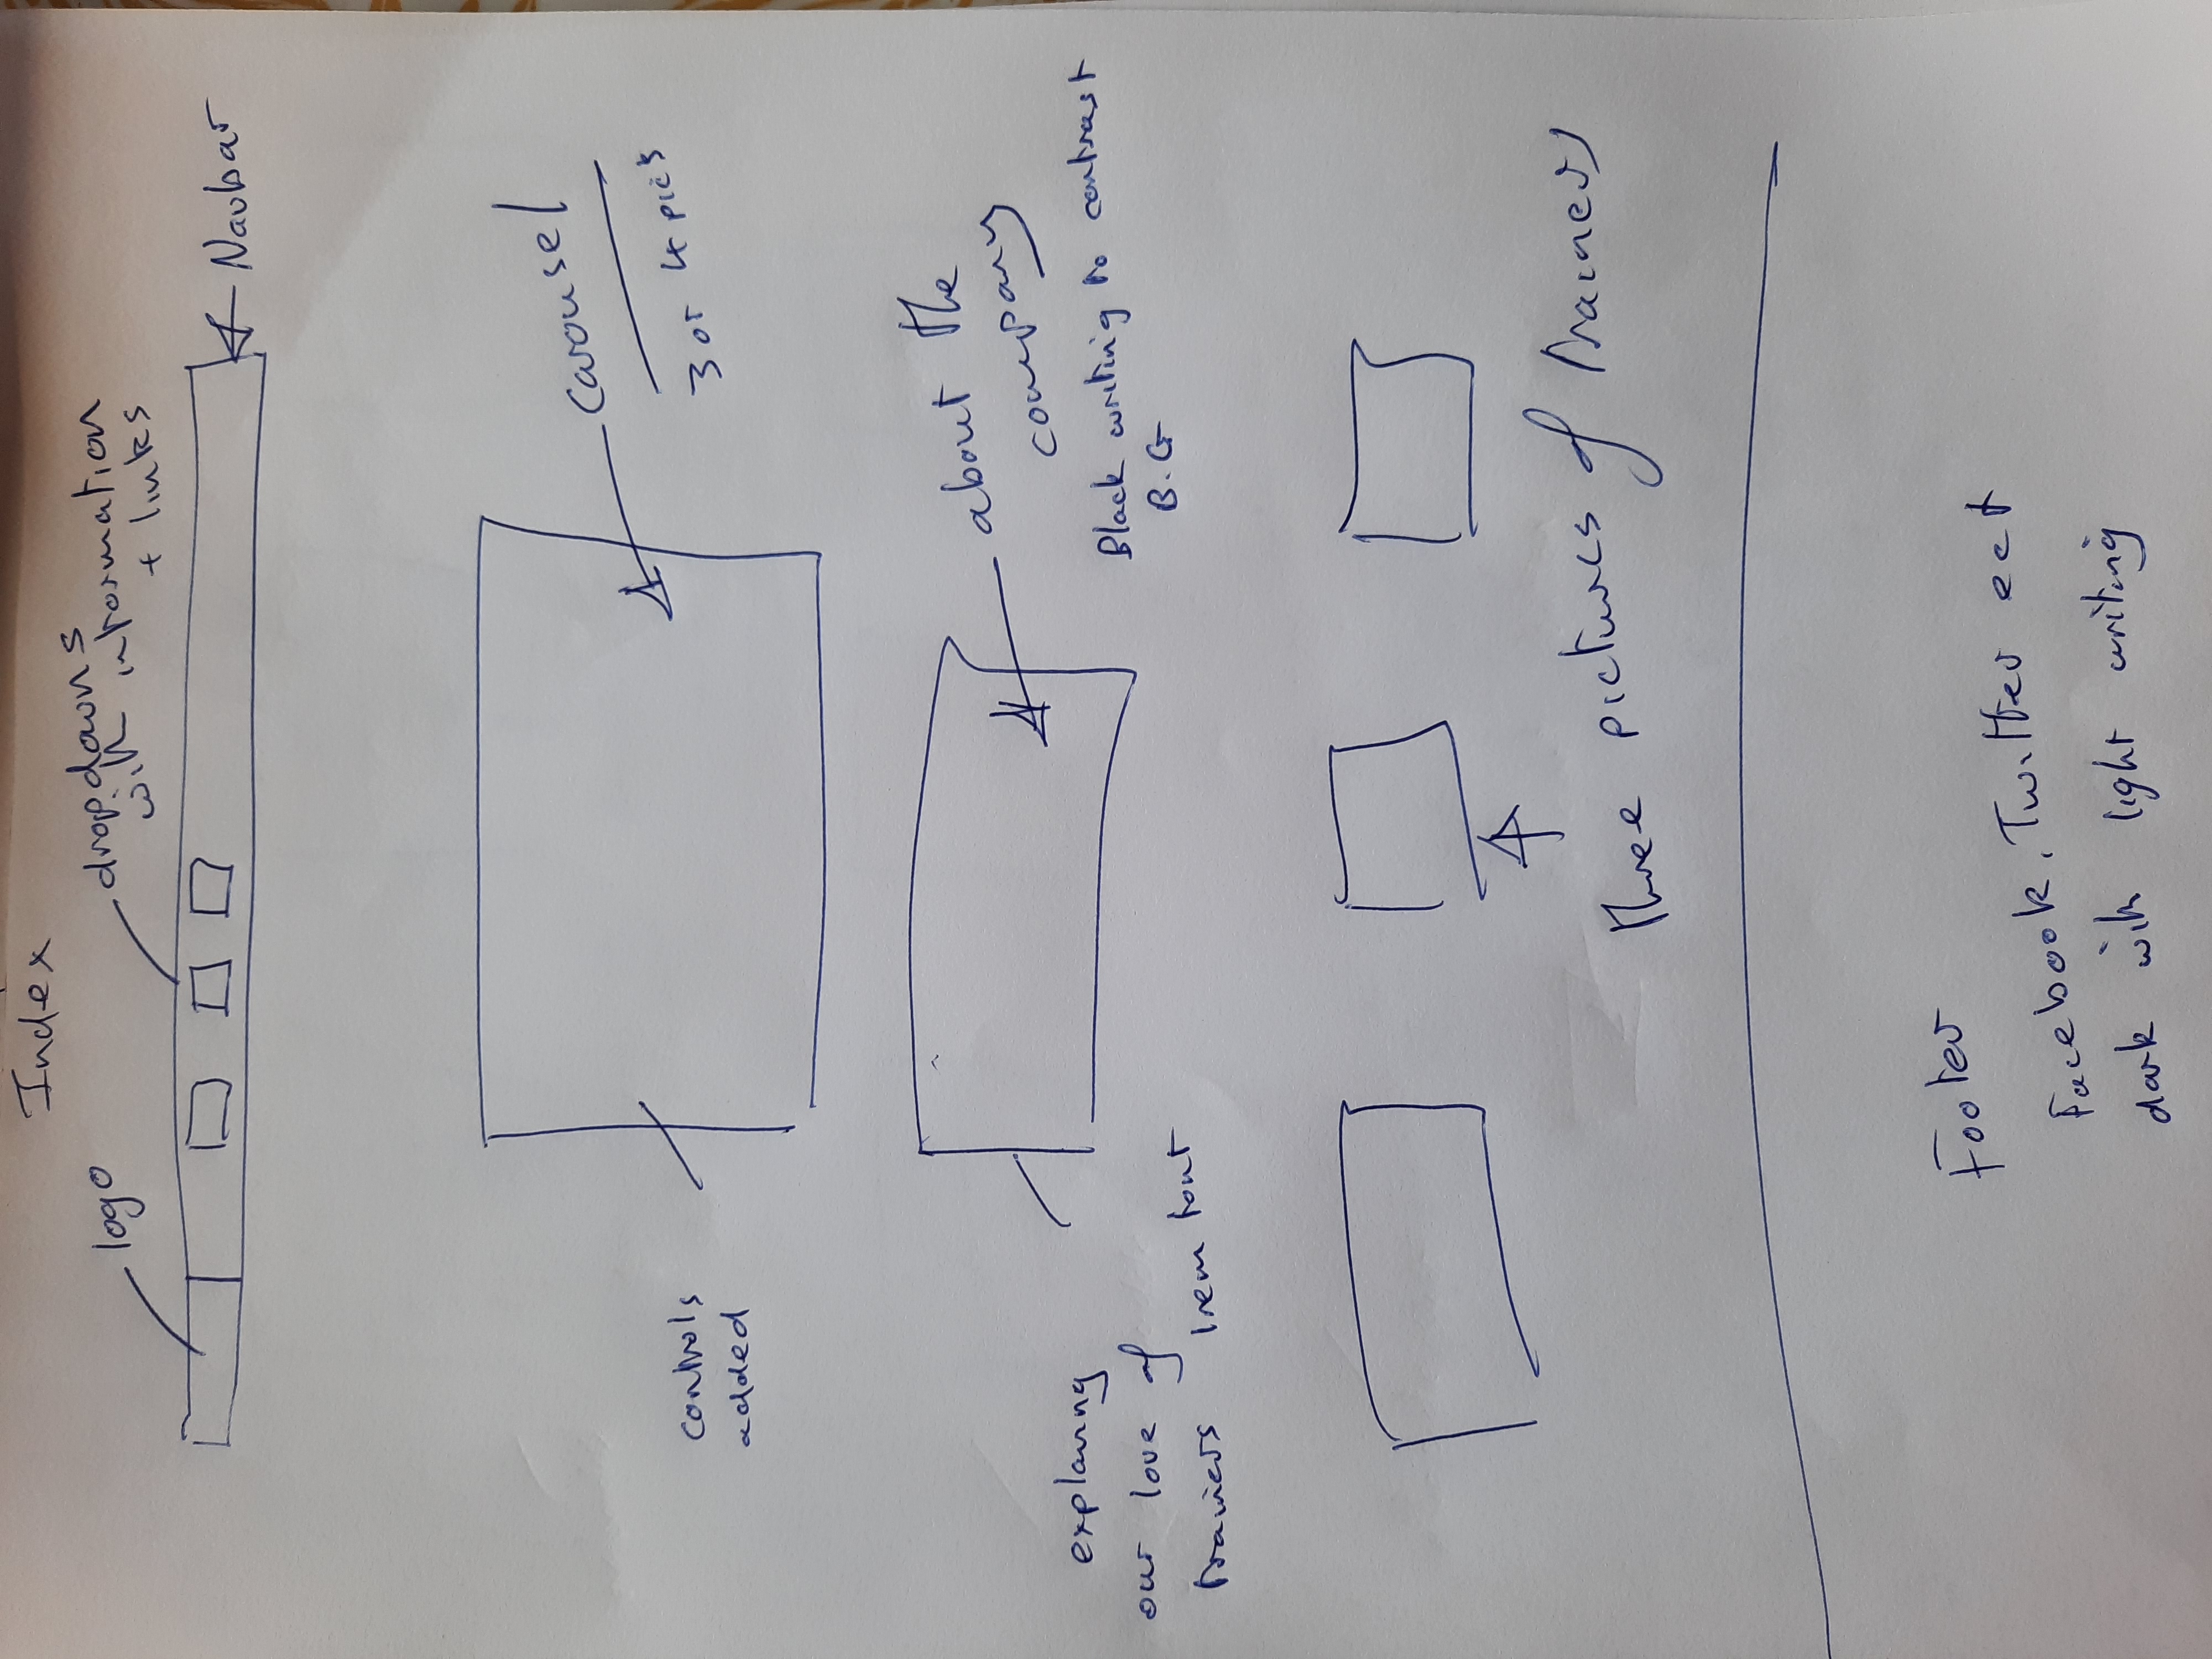 Index
logo
dropdowns
with information
+ links
Navbar
Carousel
3 or 4 pics
controls
added
about the
company
Black writing to contrast
B.G
explaning
our love of
trainers 1rem font
three pictures of trainers
Footer
Facebook, Twitter ect
dark with light writing